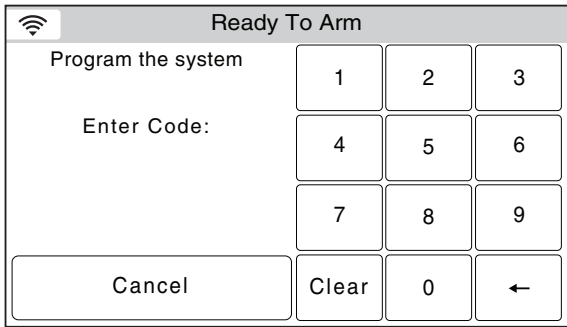 Ready To Arm
Program the system
Enter Code:
1 2 3
4 5 6
7 8 9
Cancel Clear 0 ←